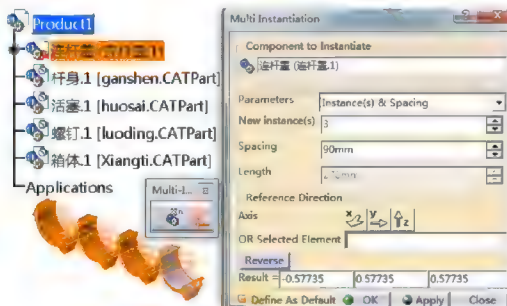 Product1
连杆盖 (连杆盖.1)
杆身.1 [ganshen.CATPart]
活塞.1 [huosai.CATPart]
螺钉.1 [luoding.CATPart]
箱体.1 [Xiangti.CATPart]
Applications
Multi-I...
Multi Instantiation
Component to Instantiate
连杆盖 (连杆盖.1)
Parameters Instance(s) & Spacing
New instance(s) 3
Spacing 90mm
Length
Reference Direction
Axis x y z
OR Selected Element
Reverse
Result = -0.57735 0.57735 0.57735
Define As Default OK Apply Close